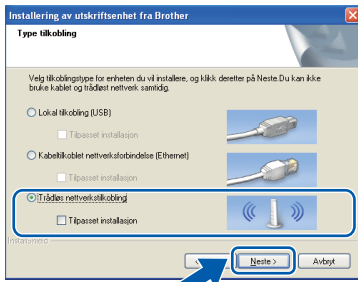 Installering av utskriftsenhet fra Brother
Type tilkobling
Velg tilkoblingstype for enheten du vil installere, og klikk deretter på Neste.Du kan ikke
bruke kablet og trådløst nettverk samtidig.
Lokal tilkobling (USB)
Tilpasset installasjon
Kabeltilkoblet nettverksforbindelse (Ethernet)
Tilpasset installasjon
Trådløs nettverkstilkobling
Tilpasset installasjon
InstallShield
< Neste > Avbryt